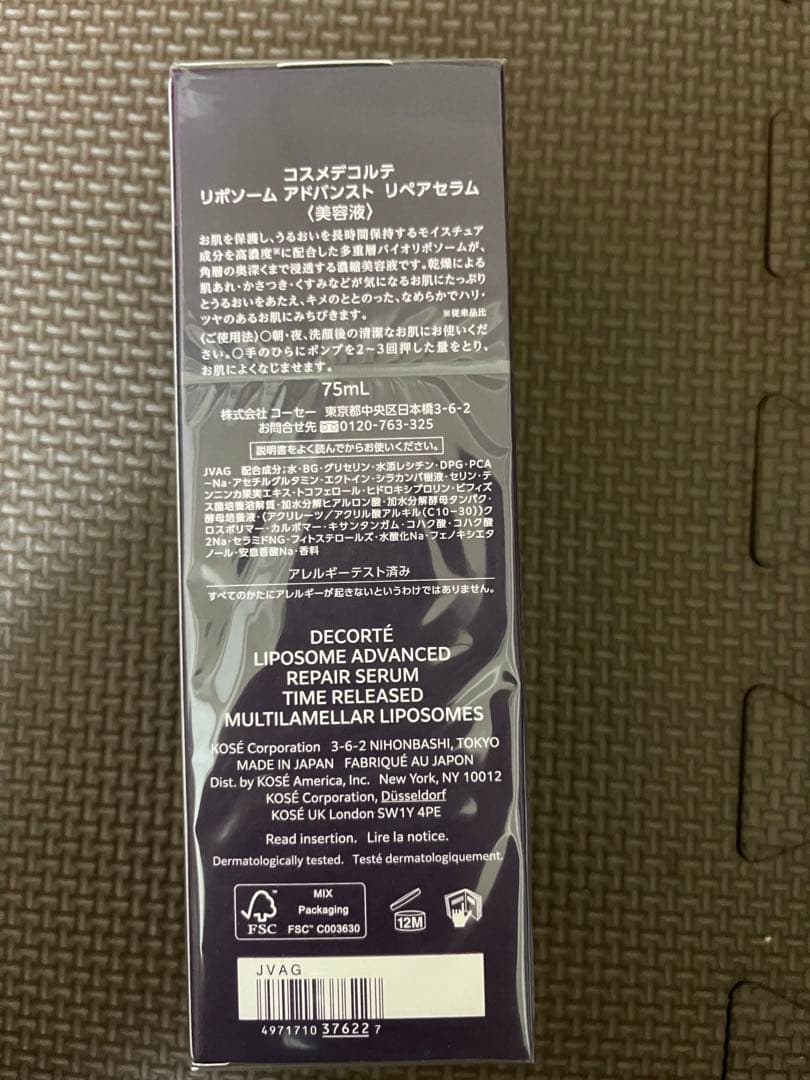 コスメデコルテ
リポソーム アドバンスト リペアセラム
〈美容液〉
お肌を保護し、うるおいを長時間保持するモイスチュア
成分を高濃度※に配合した多重層バイオリポソームが、
角層の奥深くまで浸透する濃縮美容液です。乾燥による
肌あれ・かさつき・くすみなどが気になるお肌にたっぷり
とうるおいをあたえ、キメのととのった、なめらかでハリ・
ツヤのあるお肌にみちびきます。 ※従来品比
〈ご使用法〉○朝・夜、洗顔後の清潔なお肌にお使いくだ
さい。○手のひらにポンプを2～3回押した量をとり、
お肌によくなじませます。
75mL
株式会社 コーセー 東京都中央区日本橋3-6-2
お問合せ先 0120-763-325
説明書をよく読んでからお使いください。
JVAG 配合成分；水・BG・グリセリン・水添レシチン・DPG・PCA
-Na・アセチルグルタミン・エクトイン・シラカンバ樹液・セリン・テ
ンニンカ果実エキス・トコフェロール・ヒドロキシプロリン・ビフィズ
ス菌培養溶解質・加水分解ヒアルロン酸・加水分解酵母タンパク・
酵母培養液・（アクリレーツ／アクリル酸アルキル（C10-30））ク
ロスポリマー・カルボマー・キサンタンガム・コハク酸・コハク酸
2Na・セラミドNG・フィトステロールズ・水酸化Na・フェノキシエタ
ノール・安息香酸Na・香料
アレルギーテスト済み
すべてのかたにアレルギーが起きないというわけではありません。
DECORTÉ
LIPOSOME ADVANCED
REPAIR SERUM
TIME RELEASED
MULTILAMELLAR LIPOSOMES
KOSÉ Corporation 3-6-2 NIHONBASHI, TOKYO
MADE IN JAPAN FABRIQUÉ AU JAPON
Dist. by KOSÉ America, Inc. New York, NY 10012
KOSÉ Corporation, Düsseldorf
KOSÉ UK London SW1Y 4PE
Read insertion. Lire la notice.
Dermatologically tested. Testé dermatologiquement.
MIX
Packaging
FSC™ C003630
FSC
12M
JVAG
4971710 37622 7